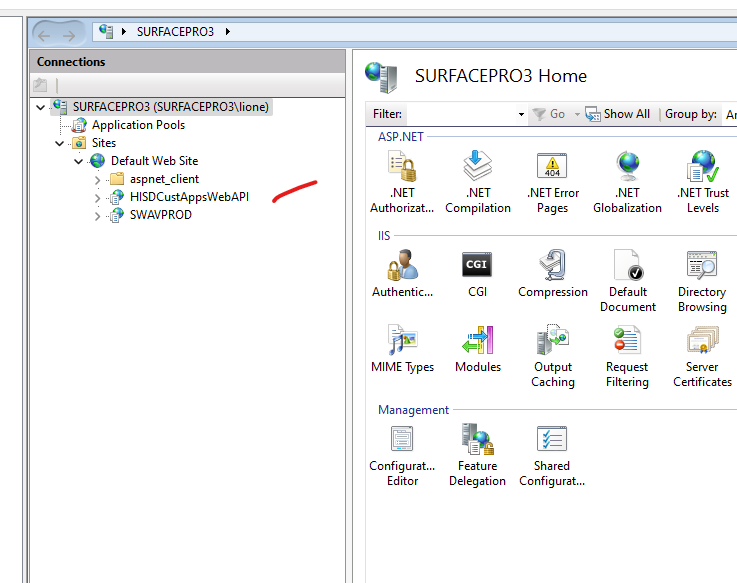 SURFACEPRO3
Connections
SURFACEPRO3 (SURFACEPRO3\lione)
Application Pools
Sites
Default Web Site
aspnet_client
HISDCustAppsWebAPI
SWAVPROD
SURFACEPRO3 Home
Filter: Go Show All Group by:
ASP.NET
.NET Authorizat...
.NET Compilation
.NET Error Pages
404
.NET Globalization
.NET Trust Levels
IIS
Authentic...
CGI
CGI
Compression
Default Document
Directory Browsing
MIME Types
Modules
Output Caching
Request Filtering
Server Certificates
Management
Configurat... Editor
Feature Delegation
Shared Configurat...